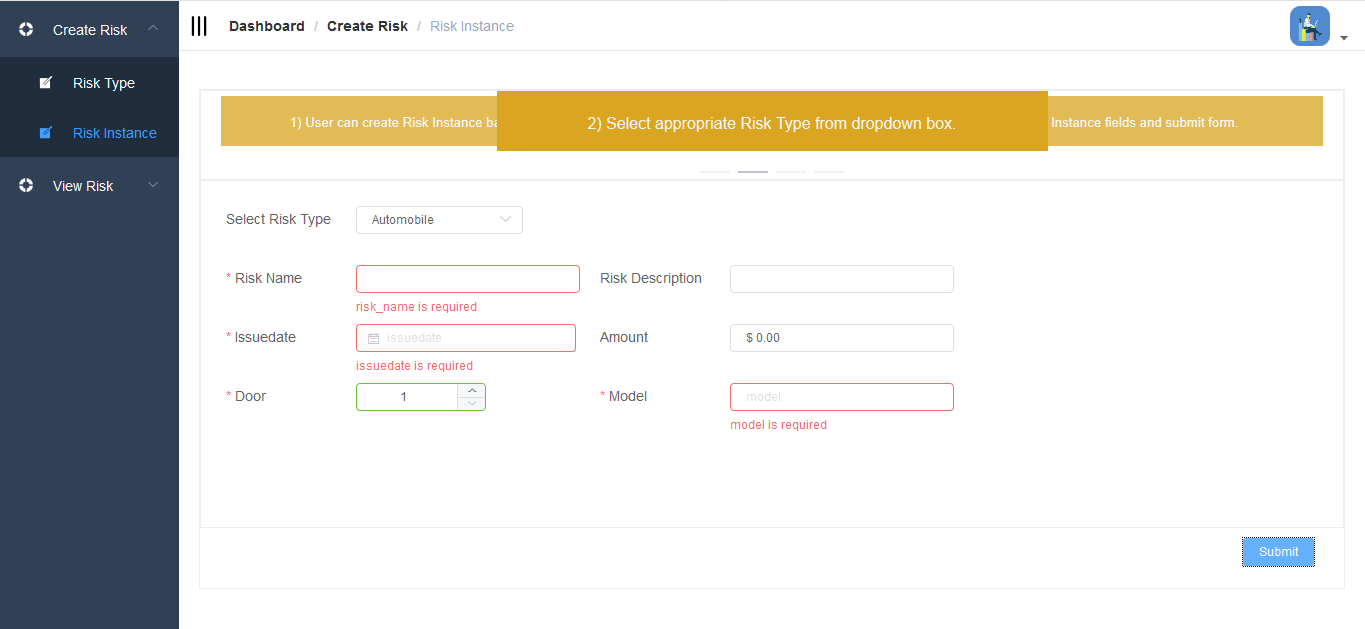 Create Risk
Risk Type
Risk Instance
View Risk
Dashboard / Create Risk / Risk Instance
1) User can create Risk Instance ba
2) Select appropriate Risk Type from dropdown box.
Instance fields and submit form.
Select Risk Type Automobile
* Risk Name Risk Description
risk_name is required
* Issuedate issuedate Amount $ 0.00
issuedate is required
* Door 1 * Model model
model is required
Submit